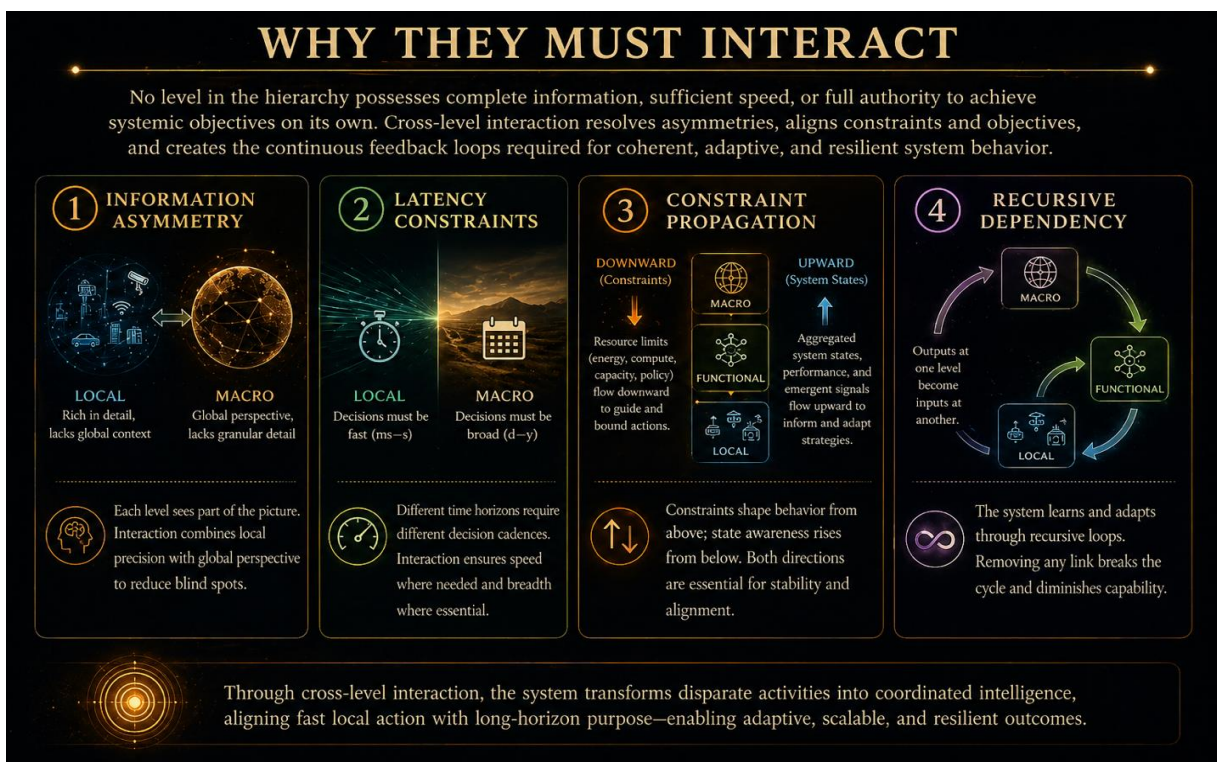 WHY THEY MUST INTERACT
No level in the hierarchy possesses complete information, sufficient speed, or full authority to achieve
systemic objectives on its own. Cross-level interaction resolves asymmetries, aligns constraints and objectives,
and creates the continuous feedback loops required for coherent, adaptive, and resilient system behavior.
1
INFORMATION
ASYMMETRY
LOCAL
Rich in detail,
lacks global context
MACRO
Global perspective,
lacks granular detail
Each level sees part of the picture.
Interaction combines local
precision with global perspective
to reduce blind spots.
2
LATENCY
CONSTRAINTS
LOCAL
Decisions must be
fast (ms–s)
MACRO
Decisions must be
broad (d–y)
Different time horizons require
different decision cadences.
Interaction ensures speed
where needed and breadth
where essential.
3
CONSTRAINT
PROPAGATION
DOWNWARD
(Constraints)
Resource limits
(energy, compute,
capacity, policy)
flow downward
to guide and
bound actions.
MACRO
FUNCTIONAL
LOCAL
UPWARD
(System States)
Aggregated
system states,
performance, and
emergent signals
flow upward to
inform and adapt
strategies.
Constraints shape behavior from
above; state awareness rises
from below. Both directions
are essential for stability and
alignment.
4
RECURSIVE
DEPENDENCY
MACRO
FUNCTIONAL
LOCAL
Outputs at
one level
become
inputs at
another.
The system learns and adapts
through recursive loops.
Removing any link breaks the
cycle and diminishes capability.
Through cross-level interaction, the system transforms disparate activities into coordinated intelligence,
aligning fast local action with long-horizon purpose—enabling adaptive, scalable, and resilient outcomes.